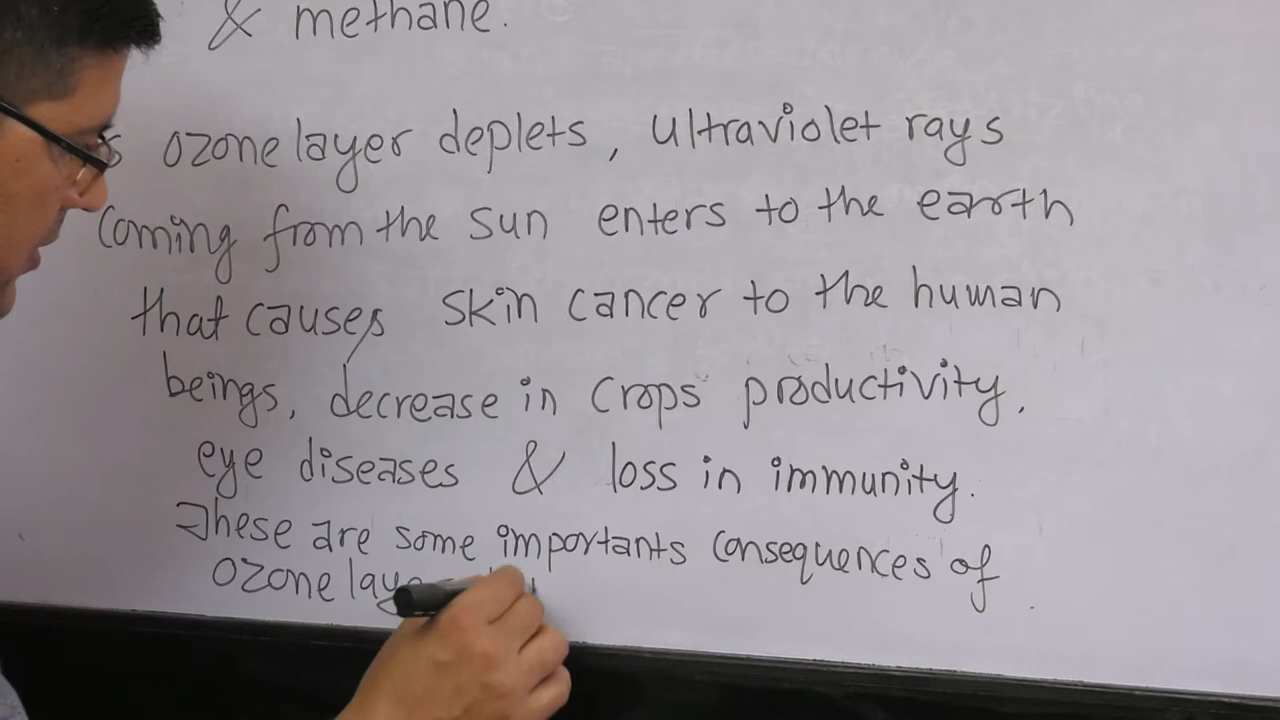 & methane.
ozone layer deplets, ultraviolet rays
coming from the sun enters to the earth
that causes skin cancer to the human
beings, decrease in crops productivity,
eye diseases & loss in immunity.
These are some importants consequences of
ozone